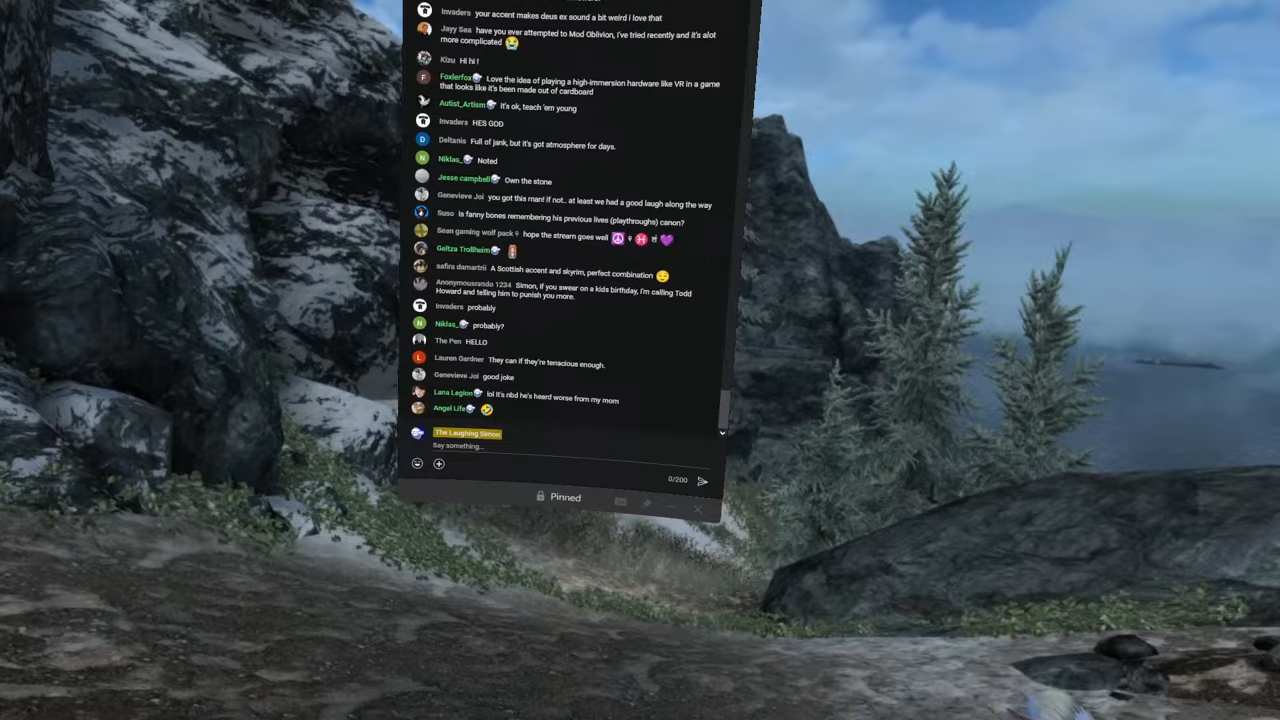 Invaders your accent makes deus ex sound a bit weird i love that
Jayy Sea have you ever attempted to Mod Oblivion, I've tried recently and it's alot
more complicated 😭
Kizu Hi hi !
F Foxlerfox Love the idea of playing a high-immersion hardware like VR in a game
that looks like it's been made out of cardboard
Autist_Artism It's ok, teach 'em young
Invaders HES GOD
D Deltanis Full of jank, but it's got atmosphere for days.
N Niklas_ Noted
Jesse campbell Own the stone
Genevieve Joi you got this man! if not.. at least we had a good laugh along the way
Suso Is fanny bones remembering his previous lives (playthroughs) canon?
Sean gaming wolf pack hope the stream goes well ☮️ ♓ 💜
Geltza Trollheim
safira damartrii A Scottish accent and skyrim, perfect combination 😌
Anonymousrando 1234 Simon, if you swear on a kids birthday, I'm calling Todd
Howard and telling him to punish you more.
Invaders probably
N Niklas_ probably?
The Pen HELLO
L Lauren Gardner They can if they're tenacious enough.
Genevieve Joi good joke
Lana Legion lol it's nbd he's heard worse from my mom
Angel Life 🤣
The Laughing Simon
Say something...
0/200
Pinned